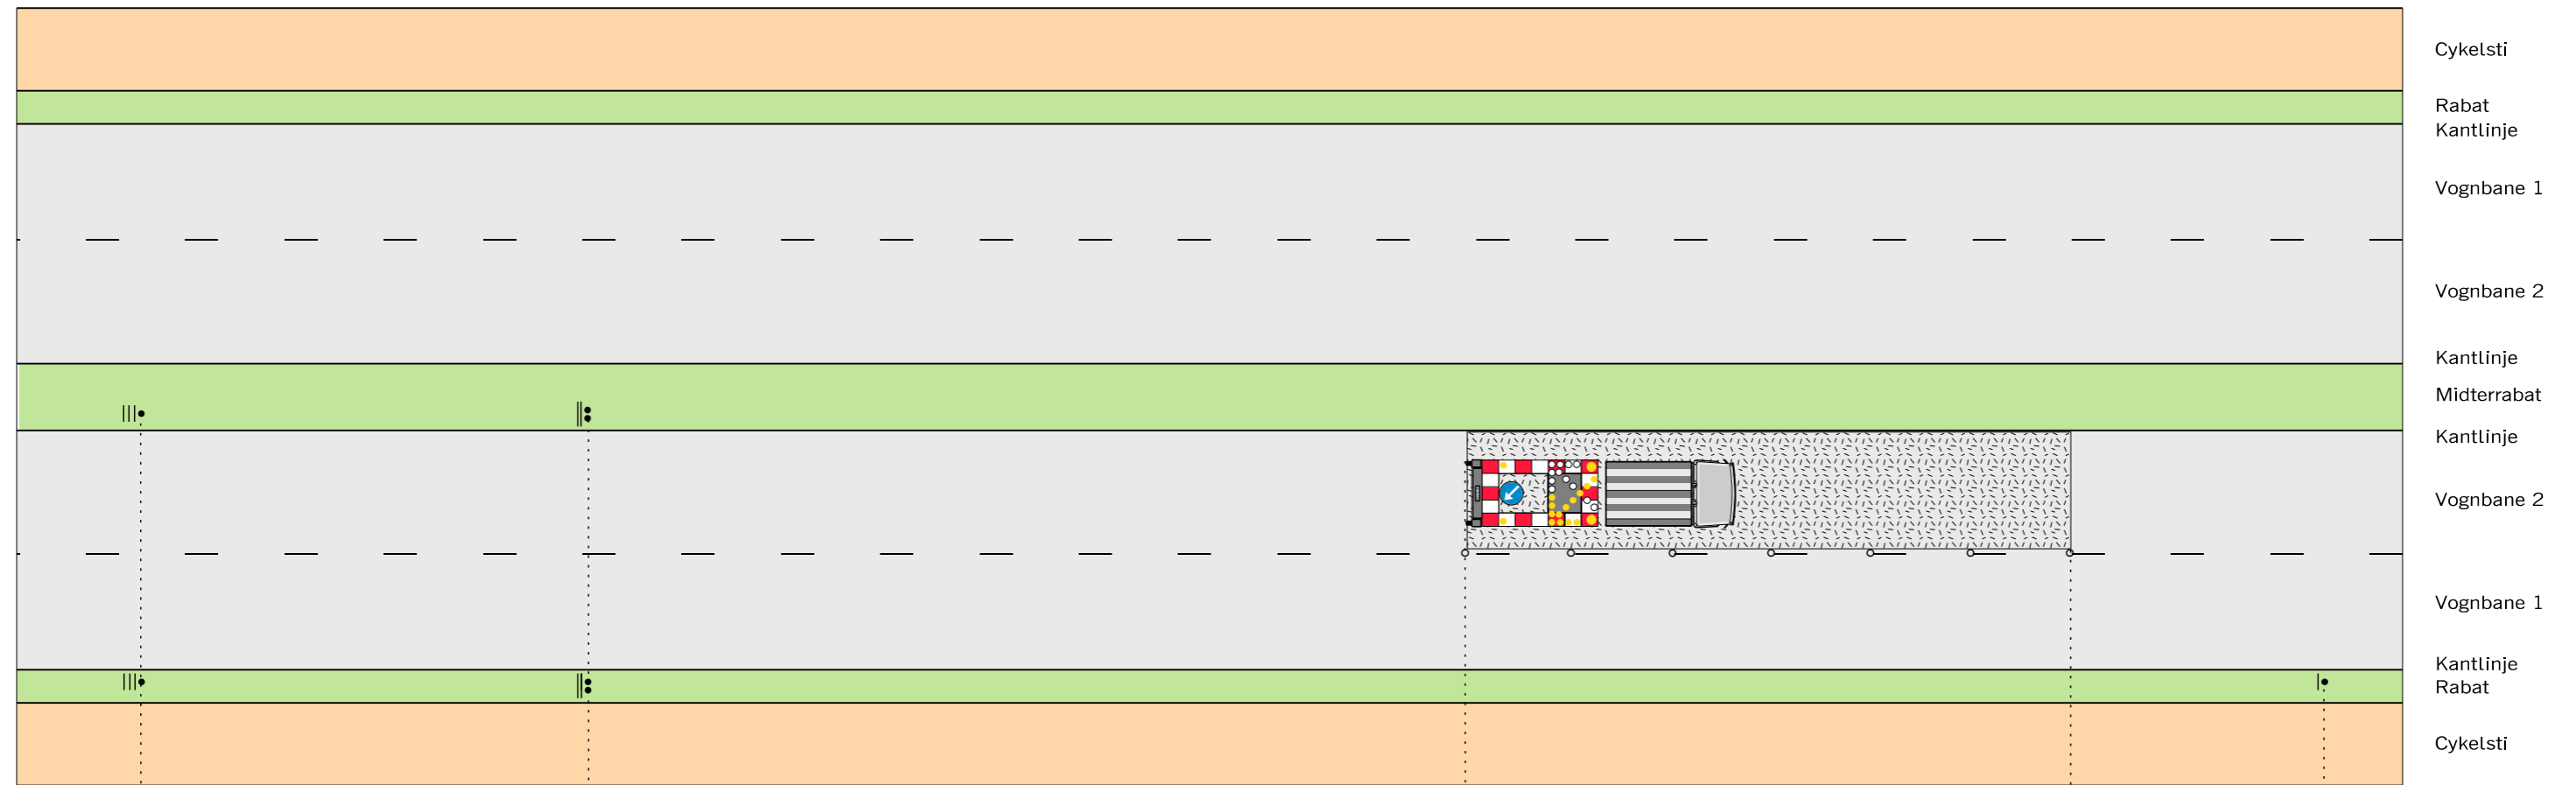 Cykelsti
Rabat
Kantlinje
Vognbane 1
Vognbane 2
Kantlinje
Midterrabat
Kantlinje
Vognbane 2
Vognbane 1
Kantlinje
Rabat
Cykelsti